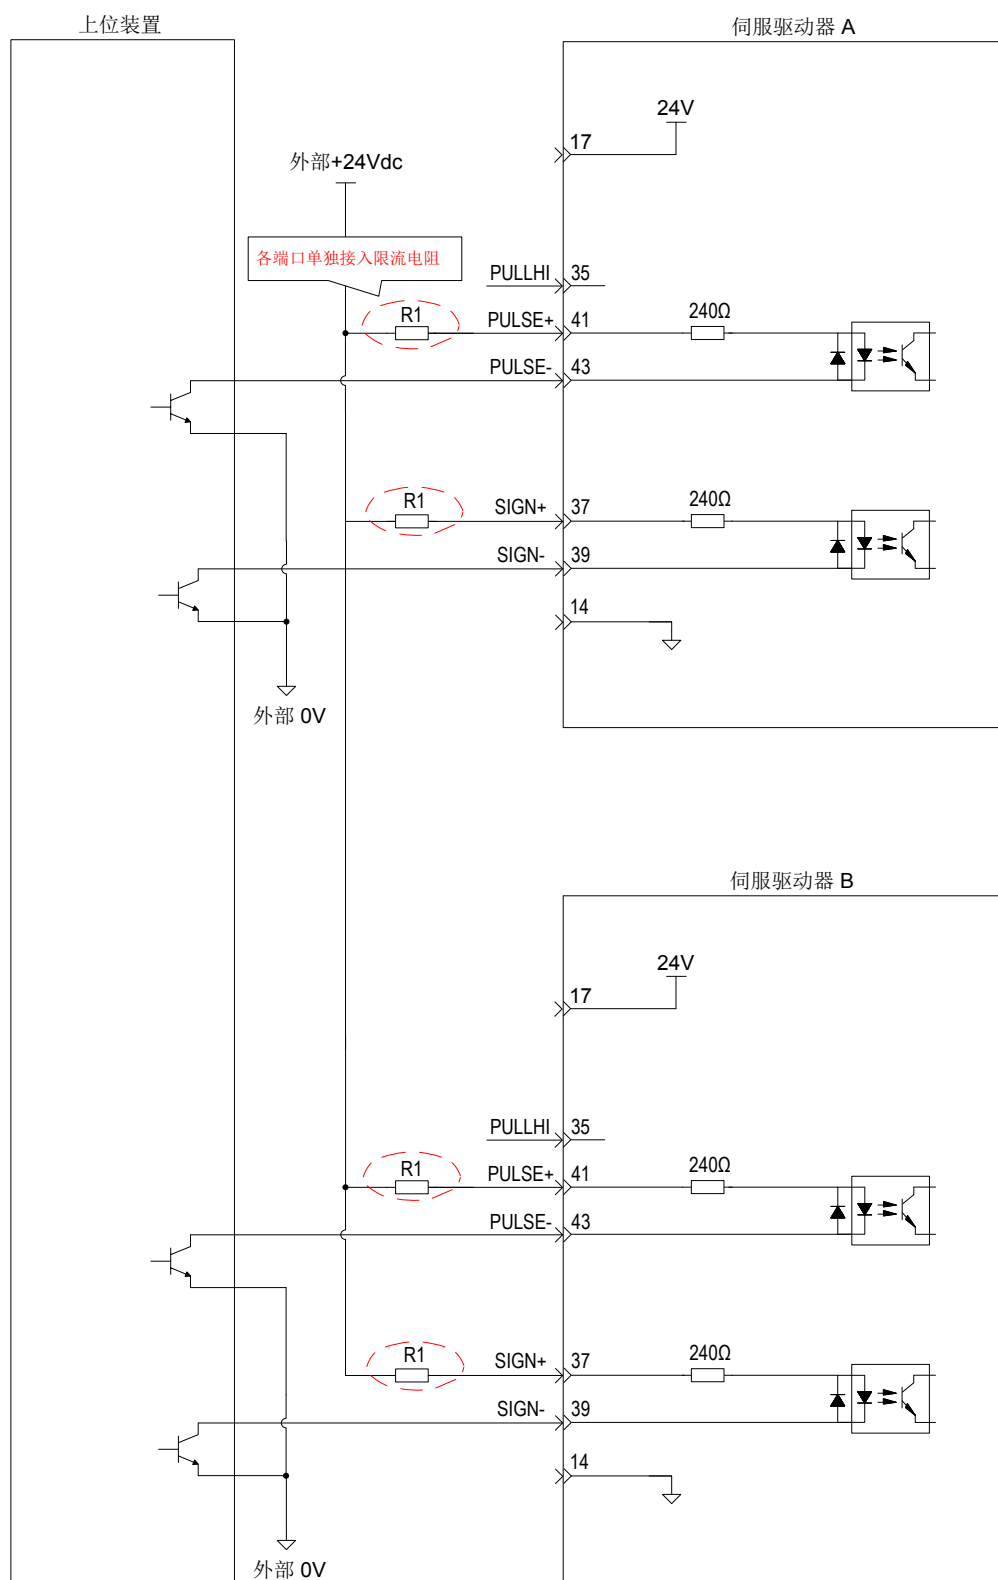 上位装置
伺服驱动器 A
24V
17
外部+24Vdc
各端口单独接入限流电阻
PULLHI 35
R1 PULSE+ 41 240Ω
PULSE- 43
R1 SIGN+ 37 240Ω
SIGN- 39
14
外部 0V
伺服驱动器 B
24V
17
PULLHI 35
R1 PULSE+ 41 240Ω
PULSE- 43
R1 SIGN+ 37 240Ω
SIGN- 39
14
外部 0V